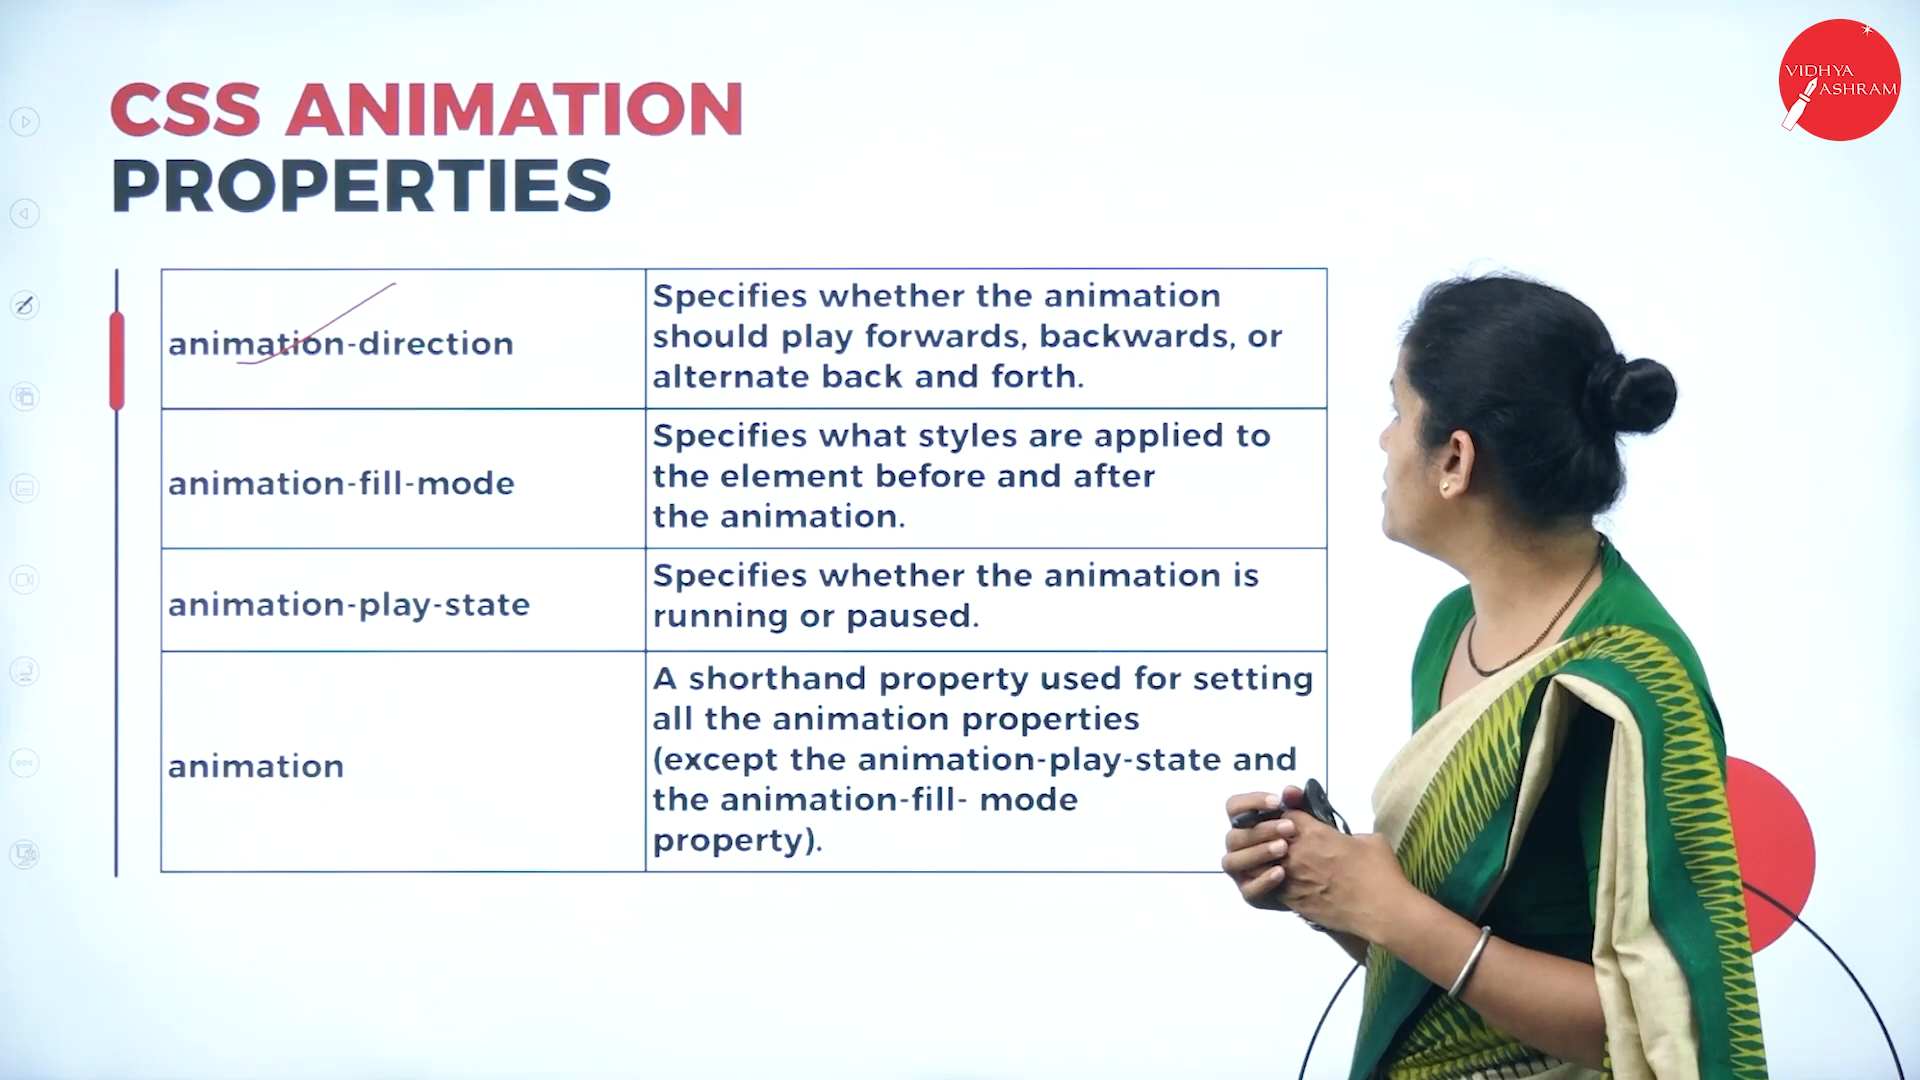 CSS ANIMATION
PROPERTIES
VIDHYA
ASHRAM
animation-direction
Specifies whether the animation
should play forwards, backwards, or
alternate back and forth.
animation-fill-mode
Specifies what styles are applied to
the element before and after
the animation.
animation-play-state
Specifies whether the animation is
running or paused.
animation
A shorthand property used for setting
all the animation properties
(except the animation-play-state and
the animation-fill- mode
property).